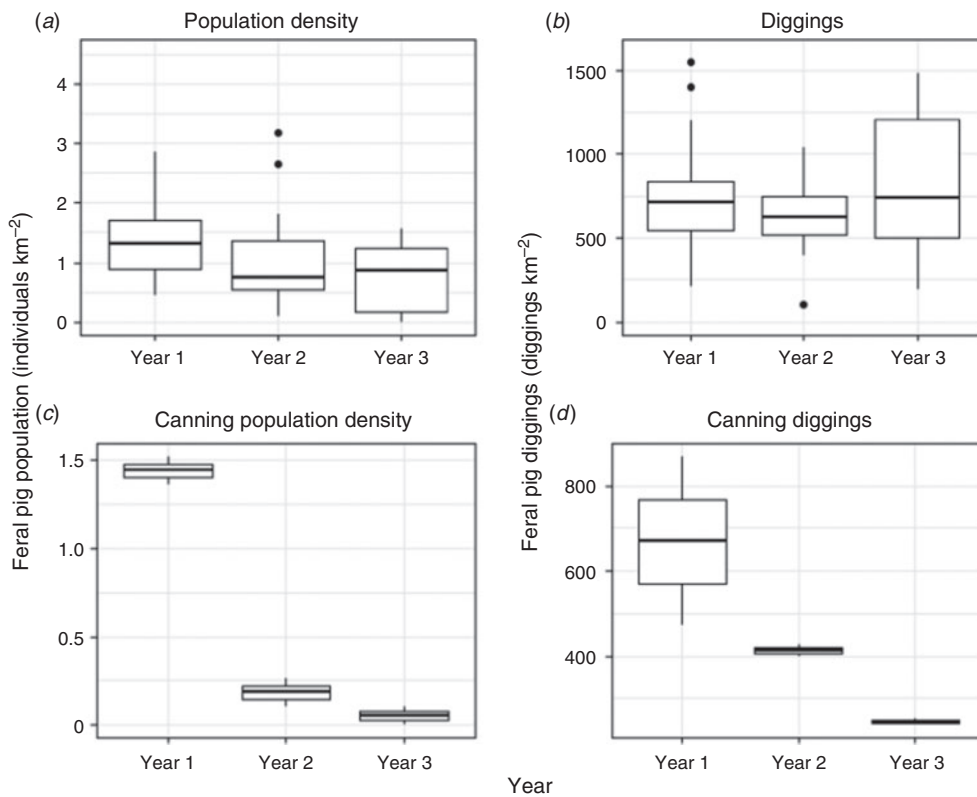 (a)
Population density
4
3
2
1
0
Year 1
Year 2
Year 3
(b)
Diggings
1500
1000
500
0
Year 1
Year 2
Year 3
Feral pig population (individuals km⁻²)
(c)
Canning population density
1.5
1.0
0.5
0
Year 1
Year 2
Year 3
Feral pig diggings (diggings km⁻²)
(d)
Canning diggings
800
600
400
Year 1
Year 2
Year 3
Year